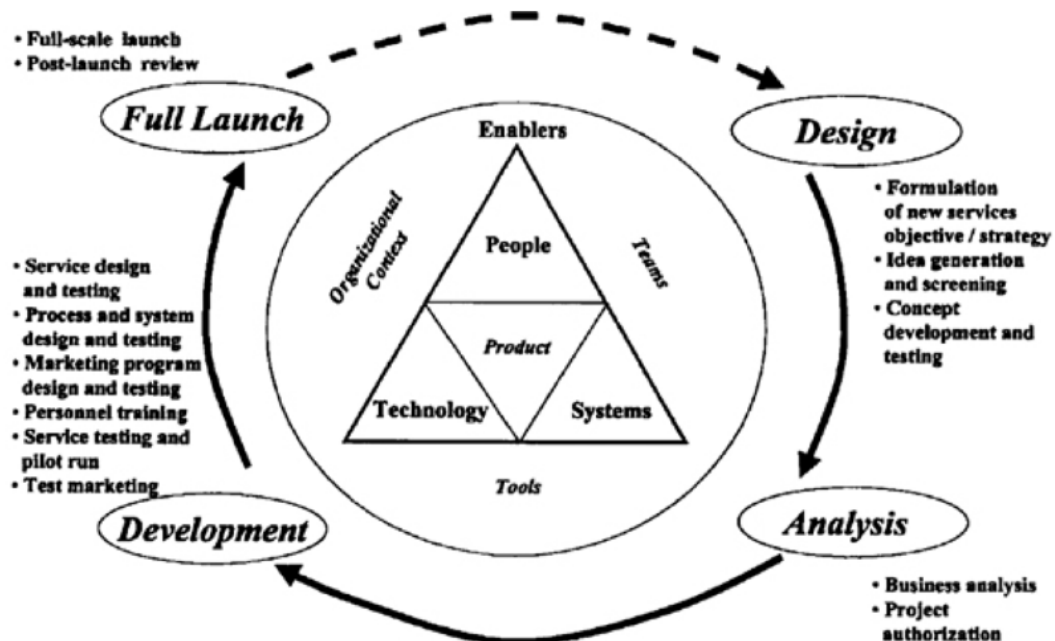 • Full-scale launch
• Post-launch review
Full Launch
Design
• Formulation
of new services
objective / strategy
• Idea generation
and screening
• Concept
development and
testing
Enablers
Organizational
Context
People
Teams
Product
Technology
Systems
Tools
• Service design
and testing
• Process and system
design and testing
• Marketing program
design and testing
• Personnel training
• Service testing and
pilot run
• Test marketing
Development
Analysis
• Business analysis
• Project
authorization